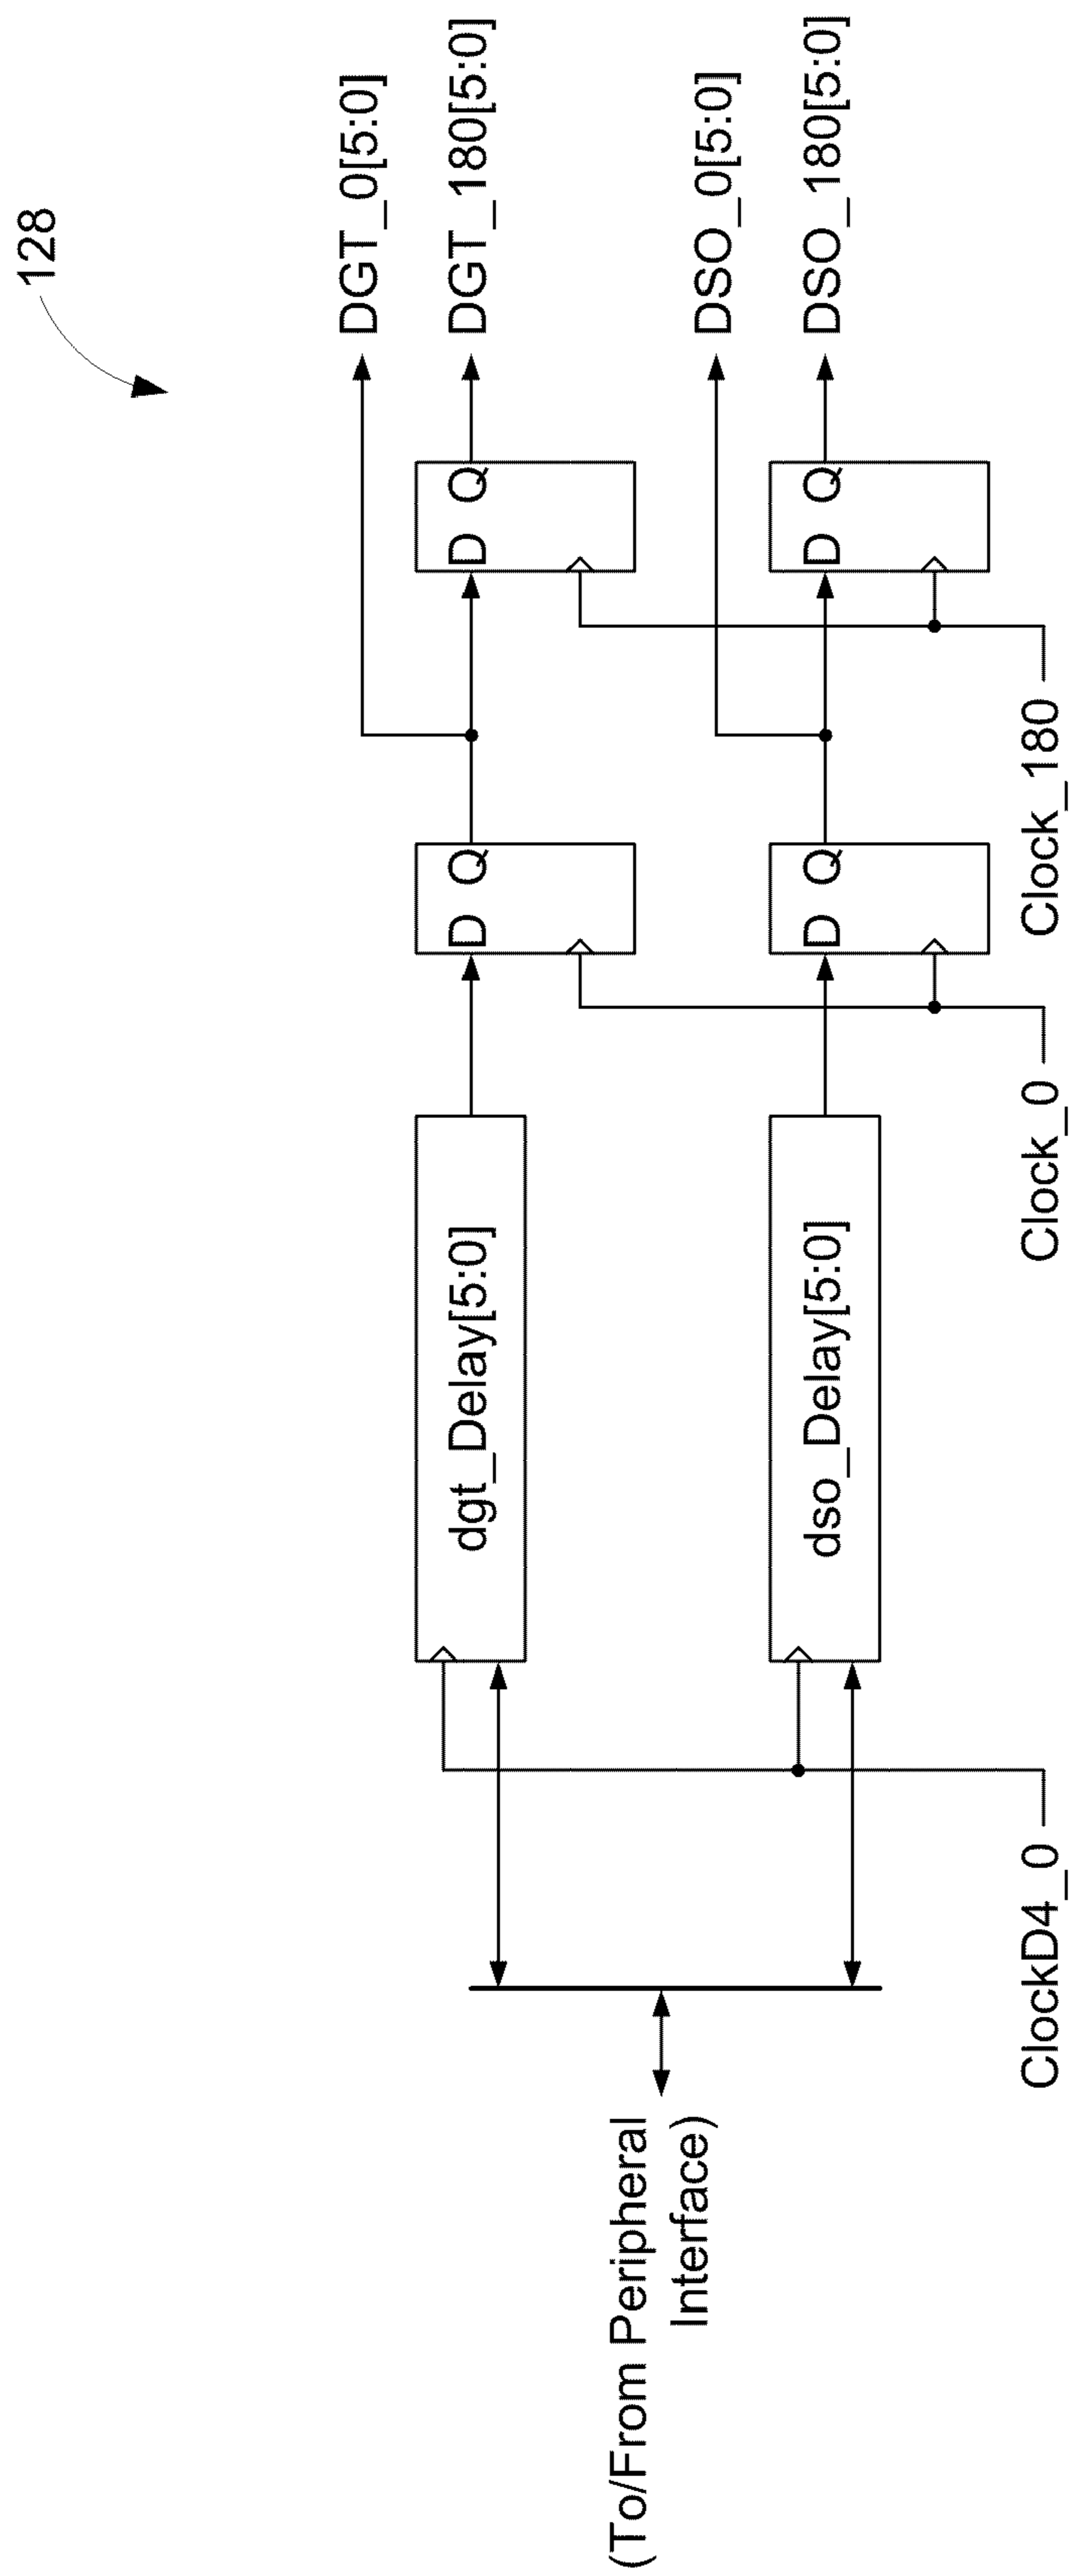 128
DGT_0[5:0]
DGT_180[5:0]
DSO_0[5:0]
DSO_180[5:0]
D Q
D Q
D Q
D Q
dgt_Delay[5:0]
dso_Delay[5:0]
(To/From Peripheral
Interface)
ClockD4_0
Clock_0
Clock_180